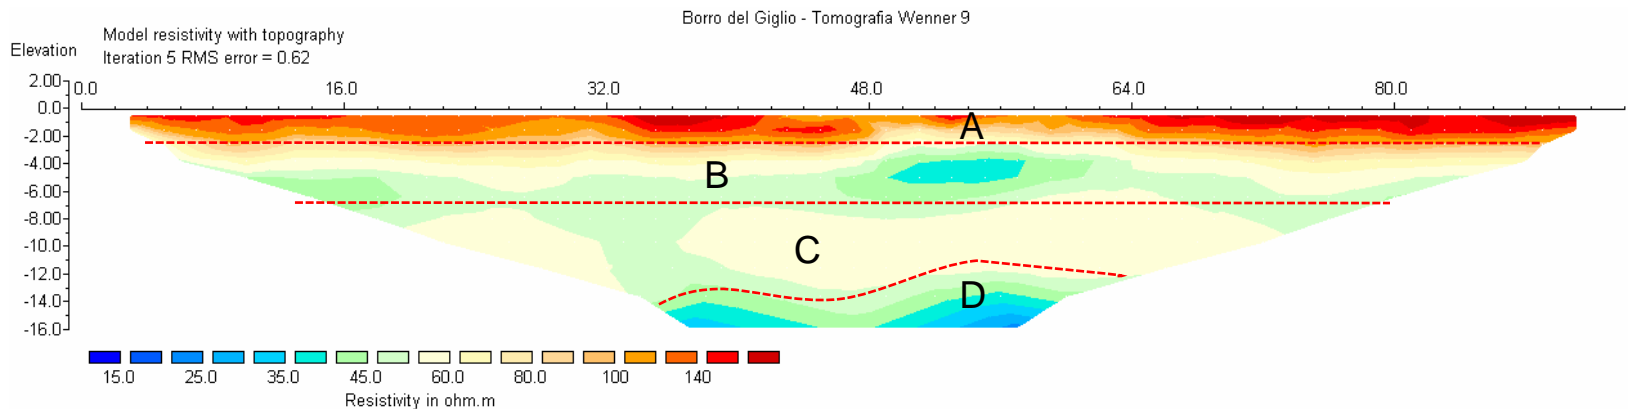 Borro del Giglio - Tomografia Wenner 9
Model resistivity with topography
Elevation
Iteration 5 RMS error = 0.62
2.00
0.0 16.0 32.0 48.0 64.0 80.0
0.0
A
-2.00
-4.00
B
-6.00
-8.00
C
-10.0
-12.0
D
-14.0
-16.0
15.0 25.0 35.0 45.0 60.0 80.0 100 140
Resistivity in ohm.m